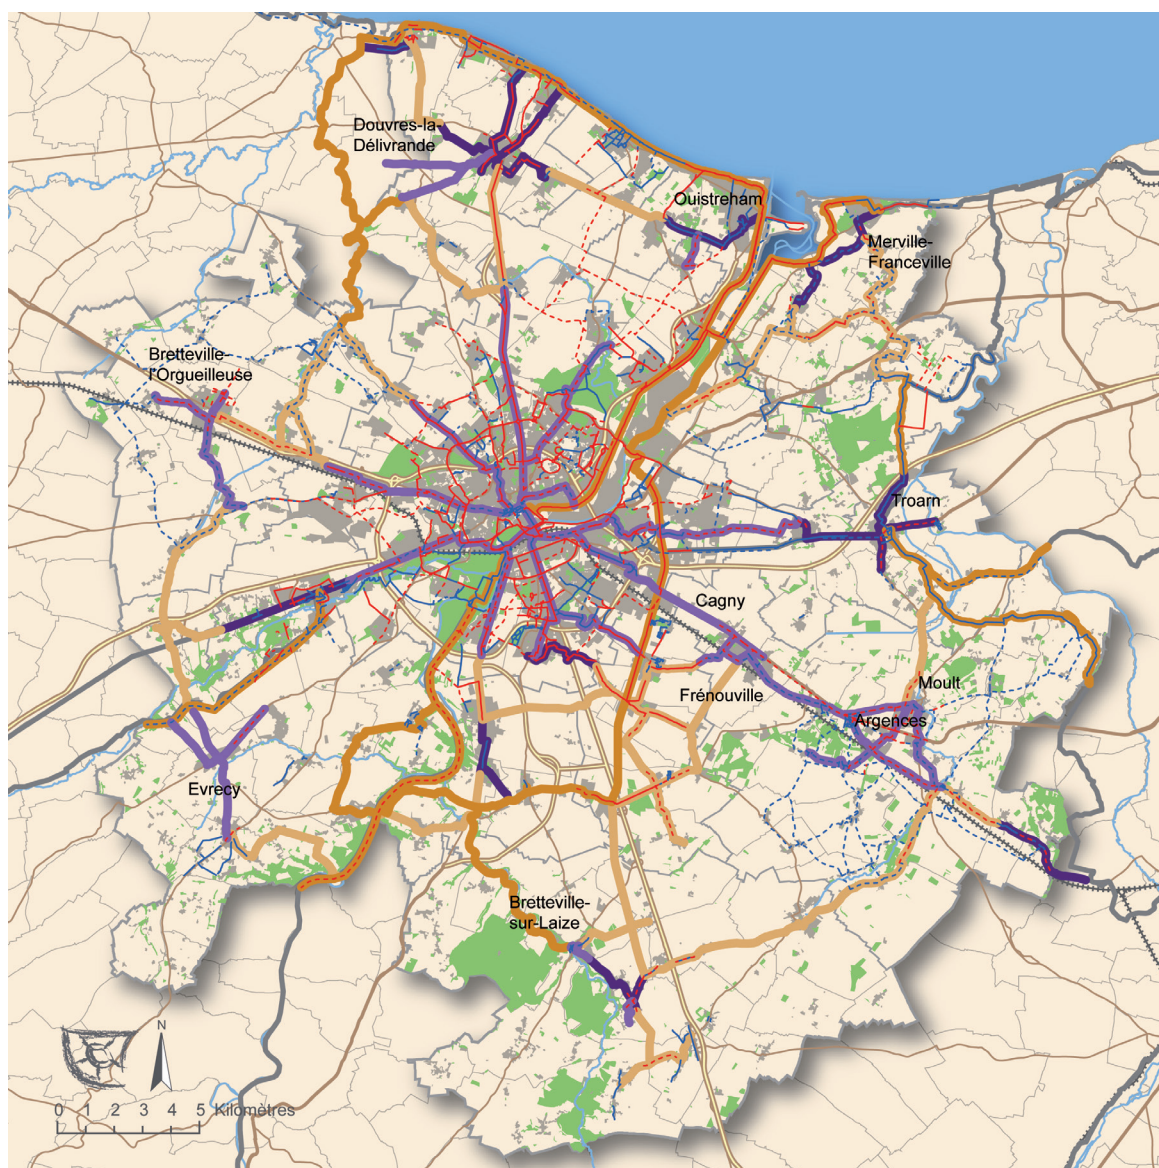 Douvres-la-
Délivrande
Ouistreham
Merville-
Franceville
Bretteville-
l'Orgueilleuse
Troarn
Cagny
Frénouville
Moult
Argences
Evrecy
Bretteville-
sur-Laize
N
0 1 2 3 4 5 Kilomètres